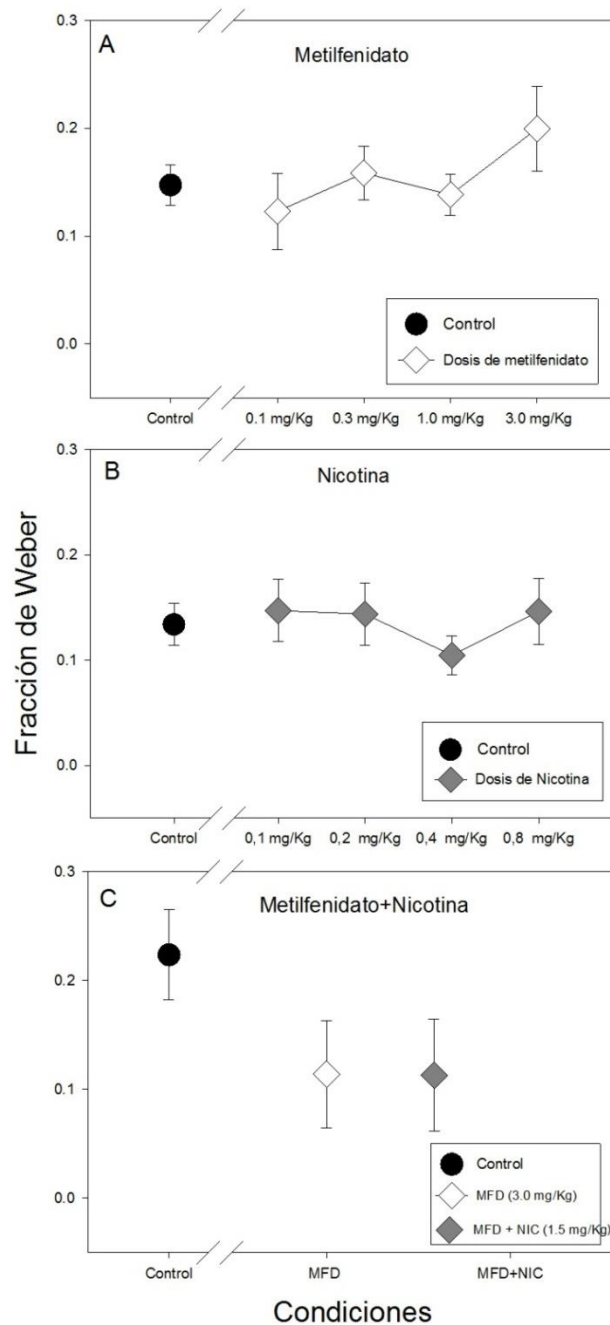 0.3
A
Metilfenidato
0.2
0.1
0.0
Control
Dosis de metilfenidato
Control 0.1 mg/Kg 0.3 mg/Kg 1.0 mg/Kg 3.0 mg/Kg
Fracción de Weber
0.3
B
Nicotina
0.2
0.1
0.0
Control
Dosis de Nicotina
Control 0,1 mg/Kg 0,2 mg/Kg 0,4 mg/Kg 0,8 mg/Kg
0.3
C
Metilfenidato+Nicotina
0.2
0.1
0.0
Control
MFD (3.0 mg/Kg)
MFD + NIC (1.5 mg/Kg)
Control MFD MFD+NIC
Condiciones